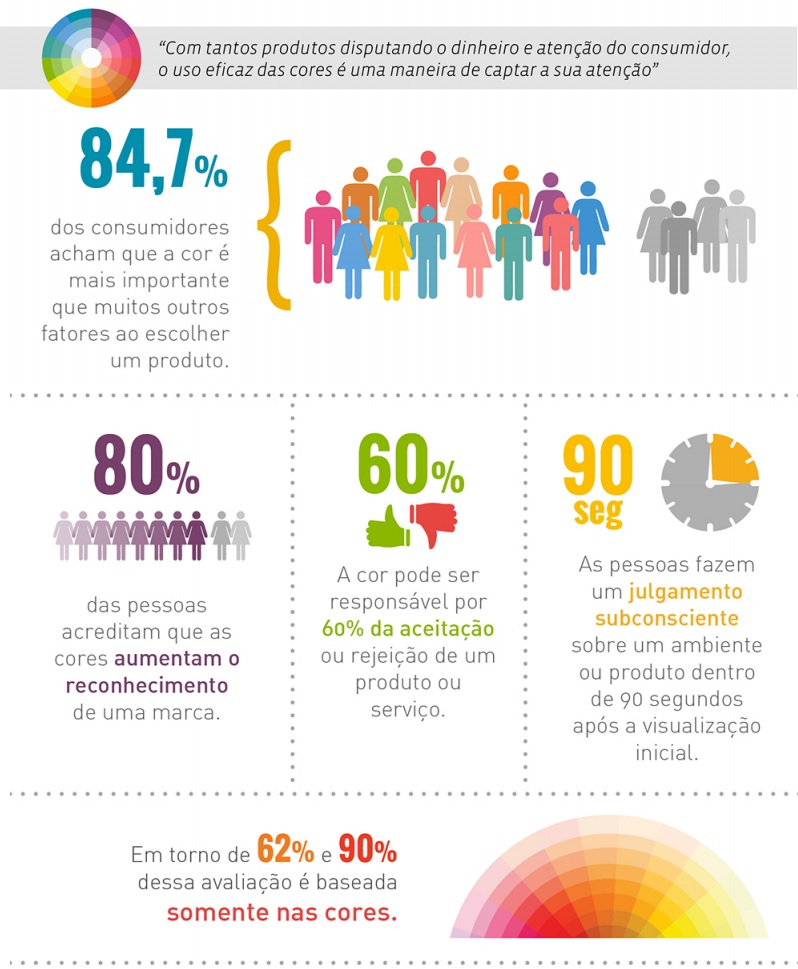 “Com tantos produtos disputando o dinheiro e atenção do consumidor,
o uso eficaz das cores é uma maneira de captar a sua atenção”
84,7%
dos consumidores
acham que a cor é
mais importante
que muitos outros
fatores ao escolher
um produto.
80%
das pessoas
acreditam que as
cores aumentam o
reconhecimento
de uma marca.
60%
A cor pode ser
responsável por
60% da aceitação
ou rejeição de um
produto ou
serviço.
90
seg
As pessoas fazem
um julgamento
subconsciente
sobre um ambiente
ou produto dentro
de 90 segundos
após a visualização
inicial.
Em torno de 62% e 90%
dessa avaliação é baseada
somente nas cores.